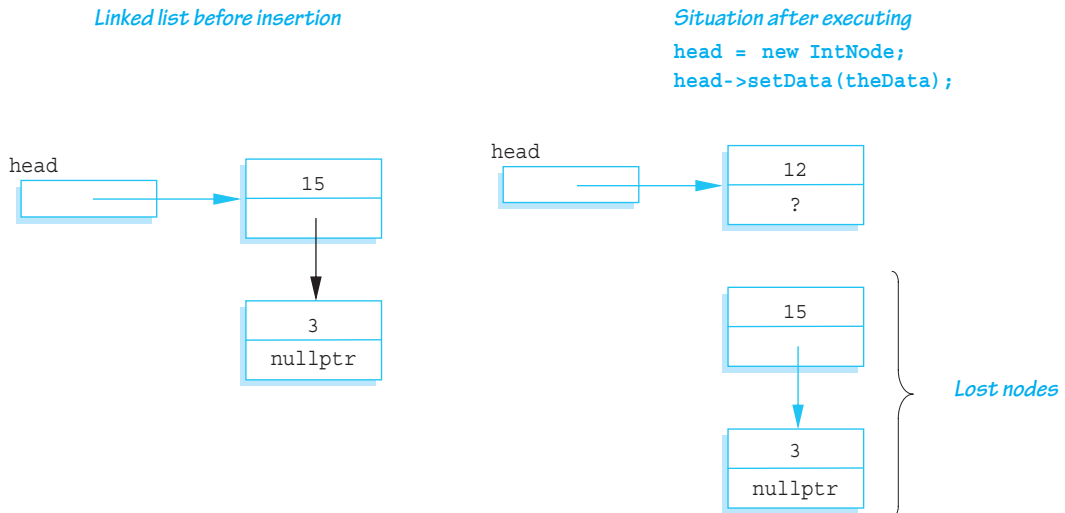 Linked list before insertion
Situation after executing
head = new IntNode;
head->setData(theData);
head
15
3
nullptr
head
12
?
15
3
nullptr
Lost nodes